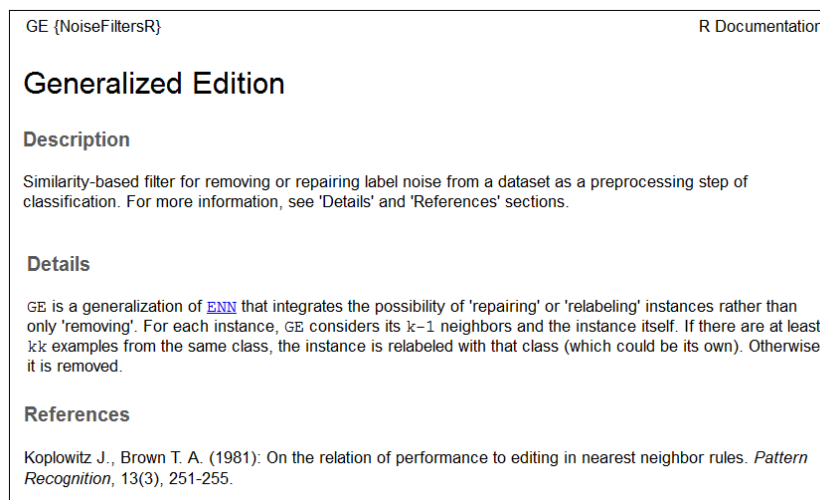 GE {NoiseFiltersR} R Documentation
Generalized Edition
Description
Similarity-based filter for removing or repairing label noise from a dataset as a preprocessing step of
classification. For more information, see 'Details' and 'References' sections.
Details
GE is a generalization of ENN that integrates the possibility of 'repairing' or 'relabeling' instances rather than
only 'removing'. For each instance, GE considers its k-1 neighbors and the instance itself. If there are at least
kk examples from the same class, the instance is relabeled with that class (which could be its own). Otherwise
it is removed.
References
Koplowitz J., Brown T. A. (1981): On the relation of performance to editing in nearest neighbor rules. Pattern
Recognition, 13(3), 251-255.